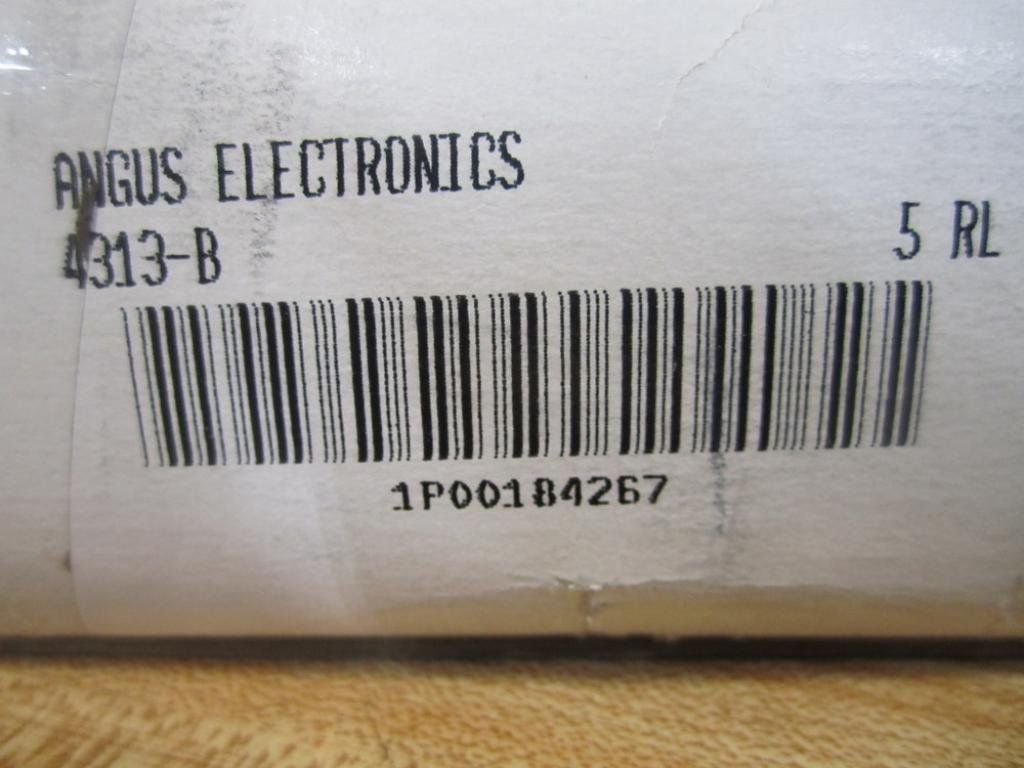 ANGUS ELECTRONICS
4313-B
5 RL
1P00184267